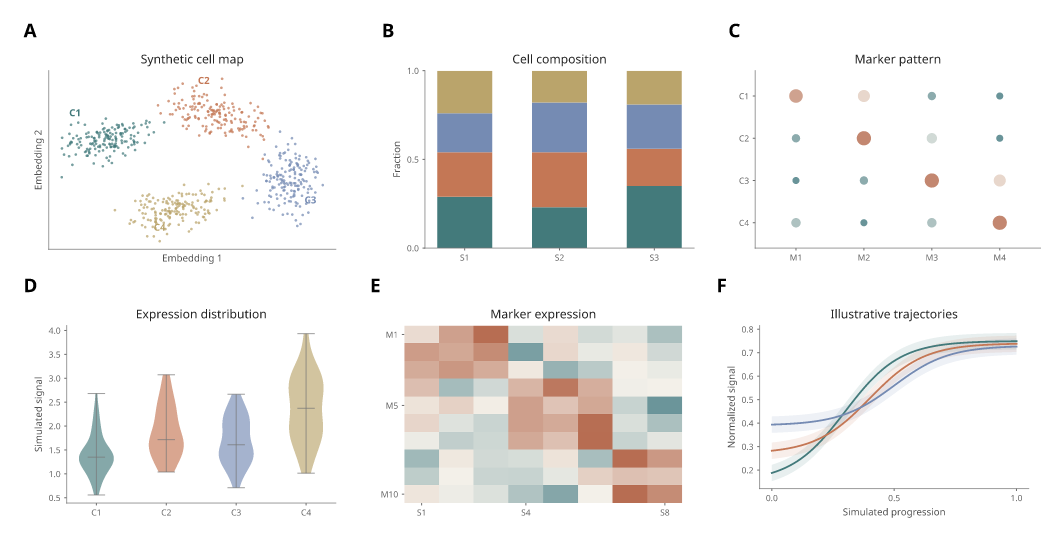 A
Synthetic cell map
C1
C2
C3
C4
Embedding 2
Embedding 1
B
Cell composition
Fraction
1.0
0.5
0.0
S1 S2 S3
C
Marker pattern
C1
C2
C3
C4
M1 M2 M3 M4
D
Expression distribution
Simulated signal
4.0
3.5
3.0
2.5
2.0
1.5
1.0
0.5
C1 C2 C3 C4
E
Marker expression
M1
M5
M10
S1 S4 S8
F
Illustrative trajectories
Normalized signal
0.8
0.7
0.6
0.5
0.4
0.3
0.2
0.0 0.5 1.0
Simulated progression